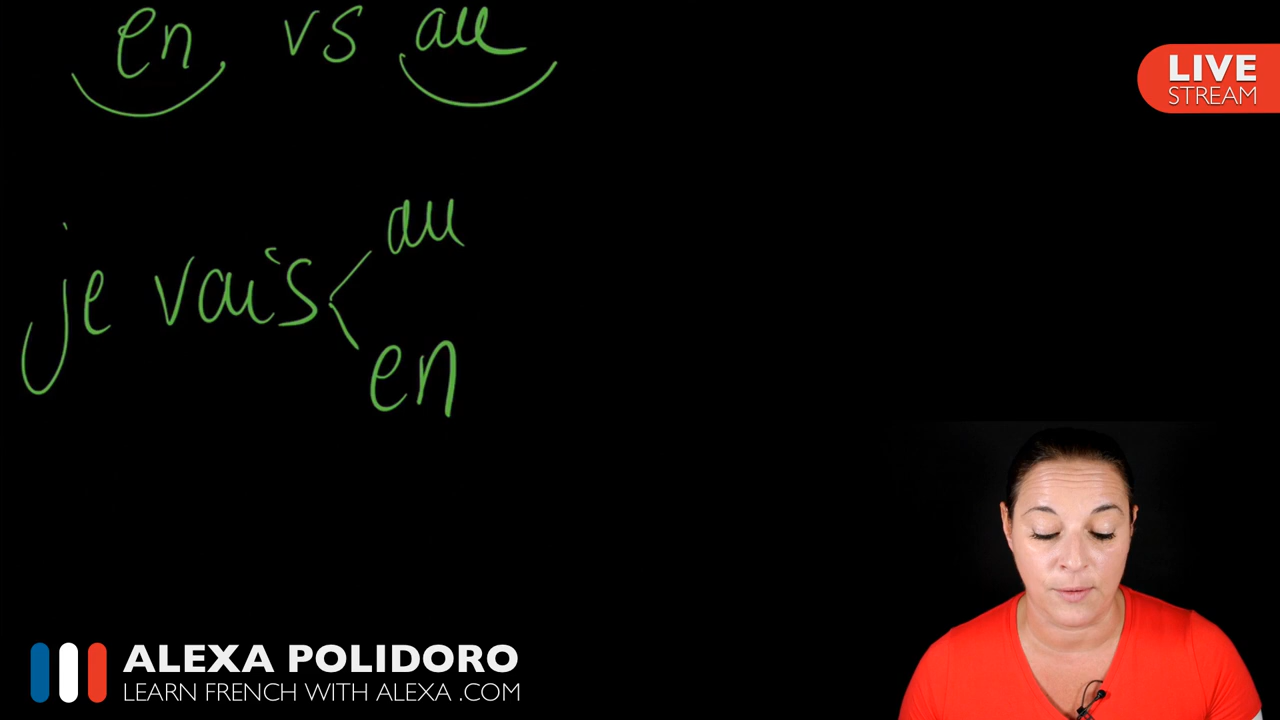 en vs au
LIVE
STREAM
je vais au
en
ALEXA POLIDORO
LEARN FRENCH WITH ALEXA .COM